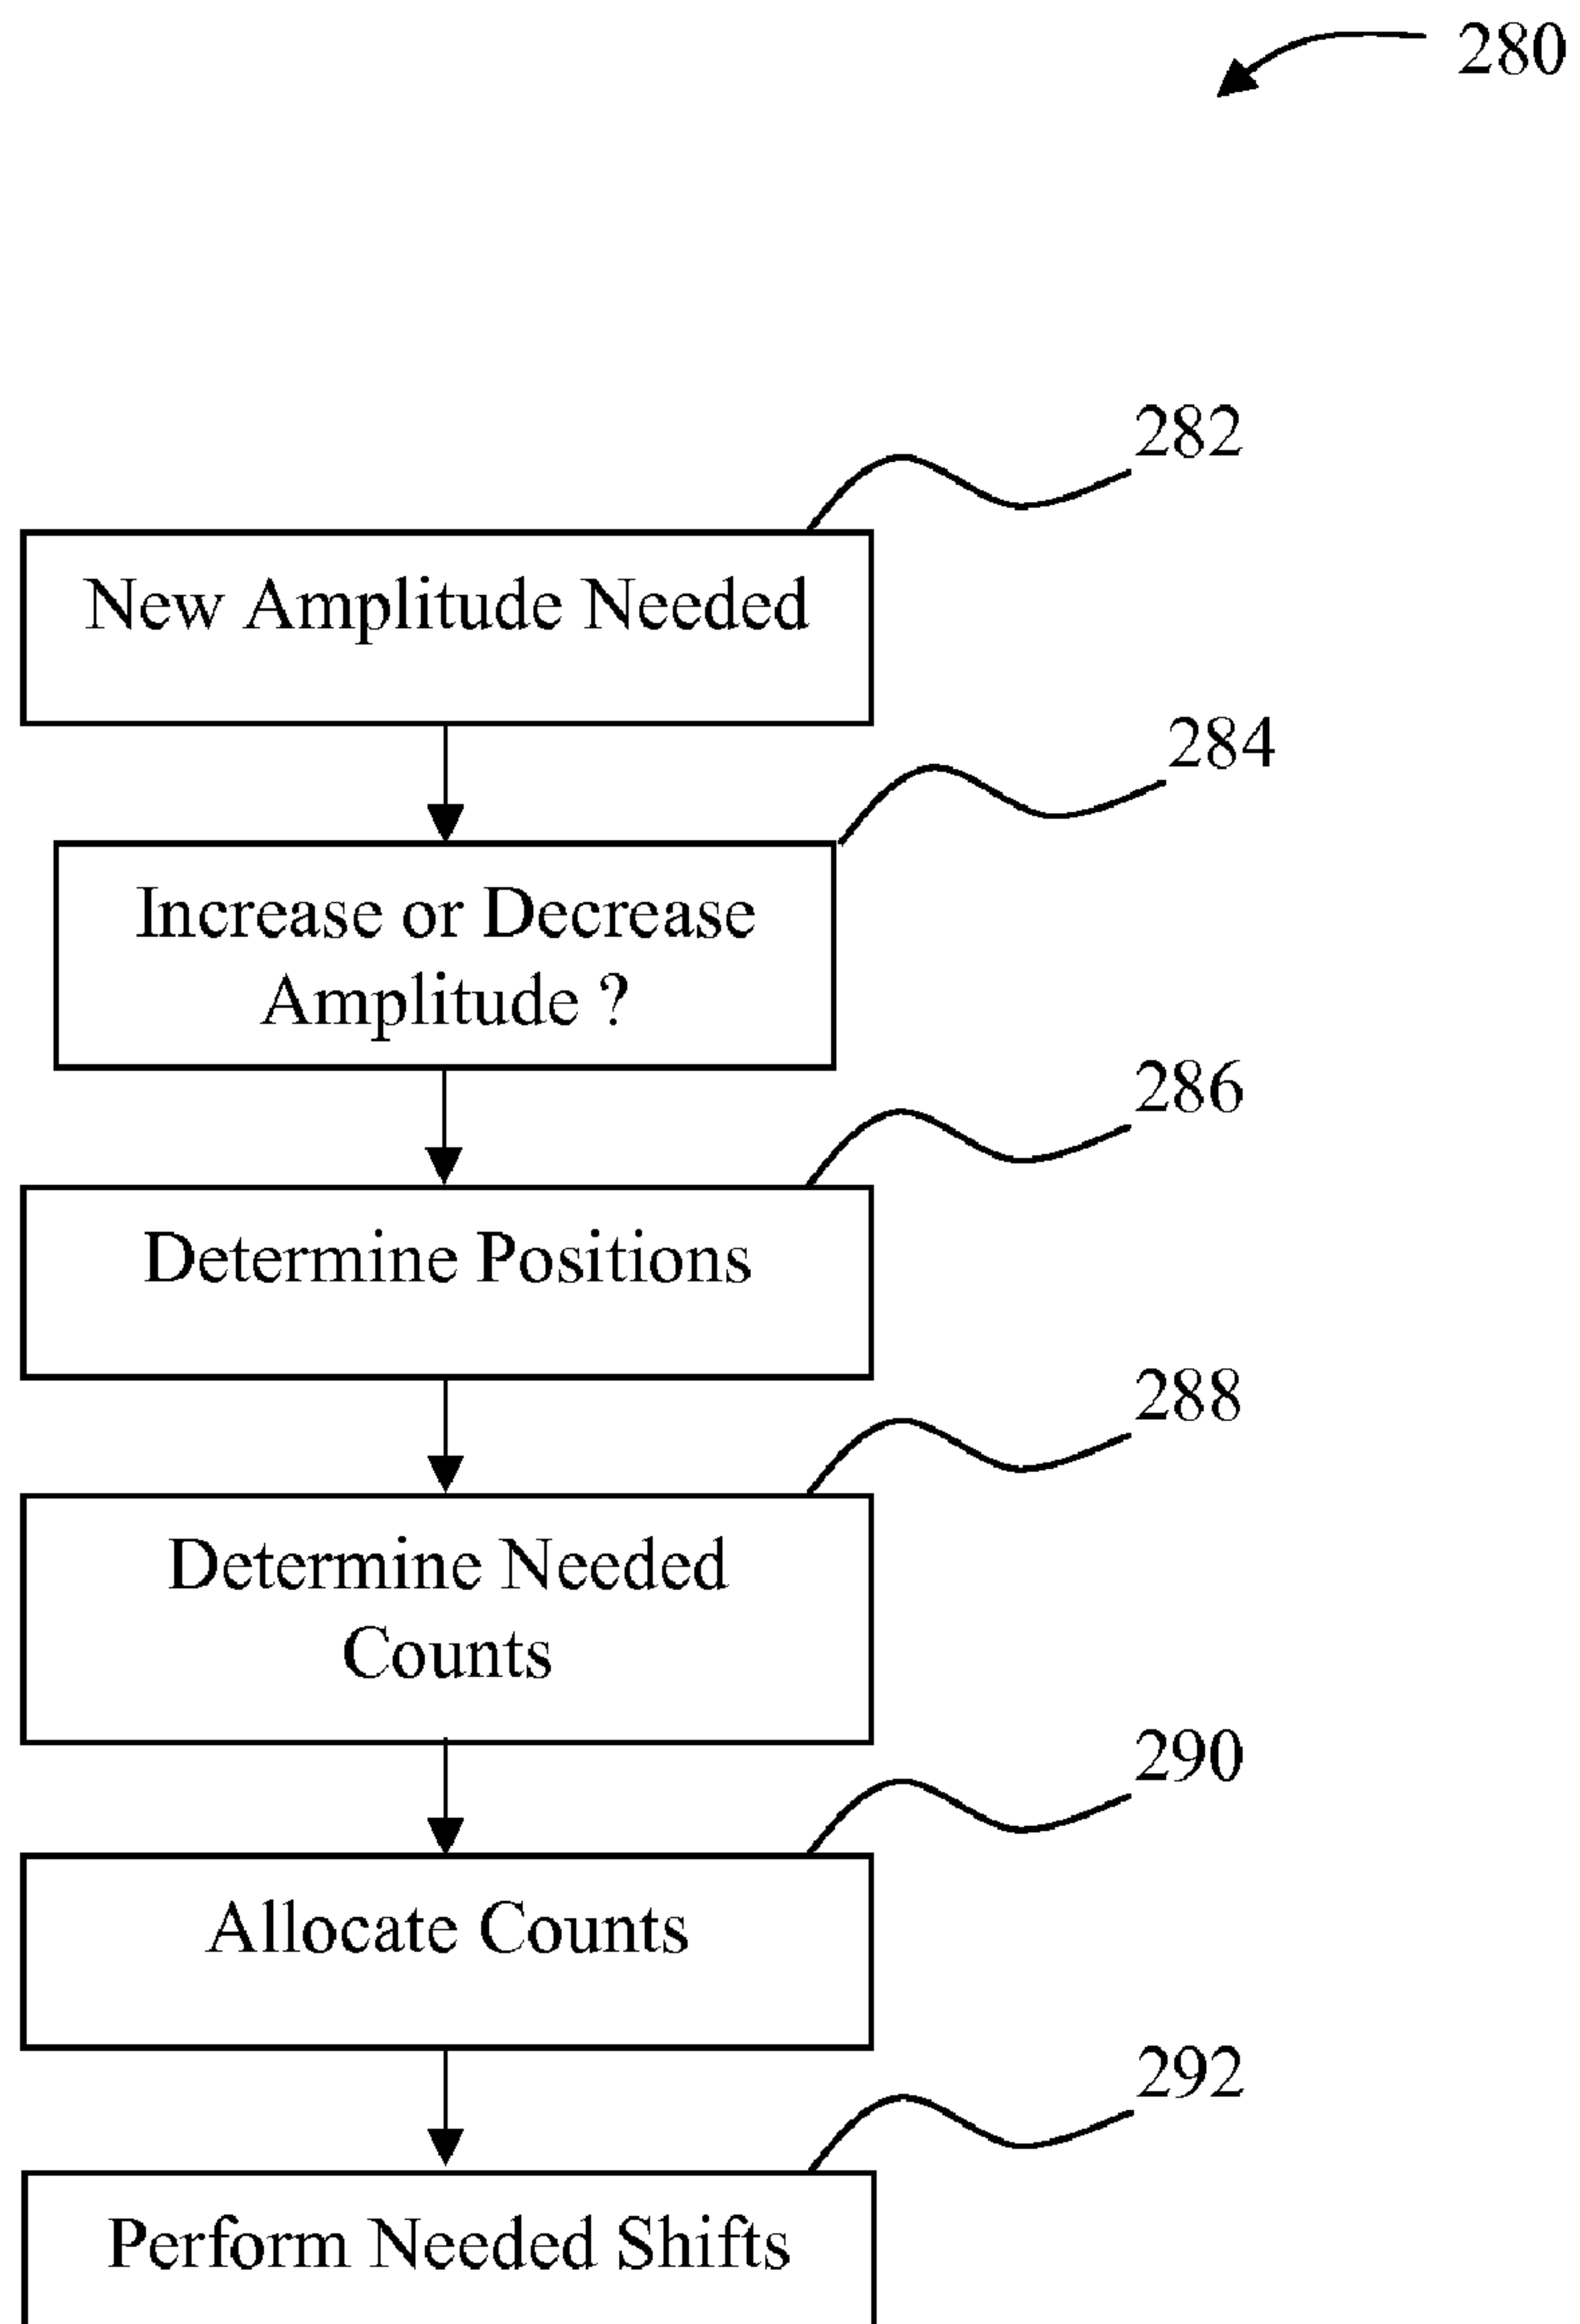 280
282
New Amplitude Needed
284
Increase or Decrease
Amplitude ?
286
Determine Positions
288
Determine Needed
Counts
290
Allocate Counts
292
Perform Needed Shifts